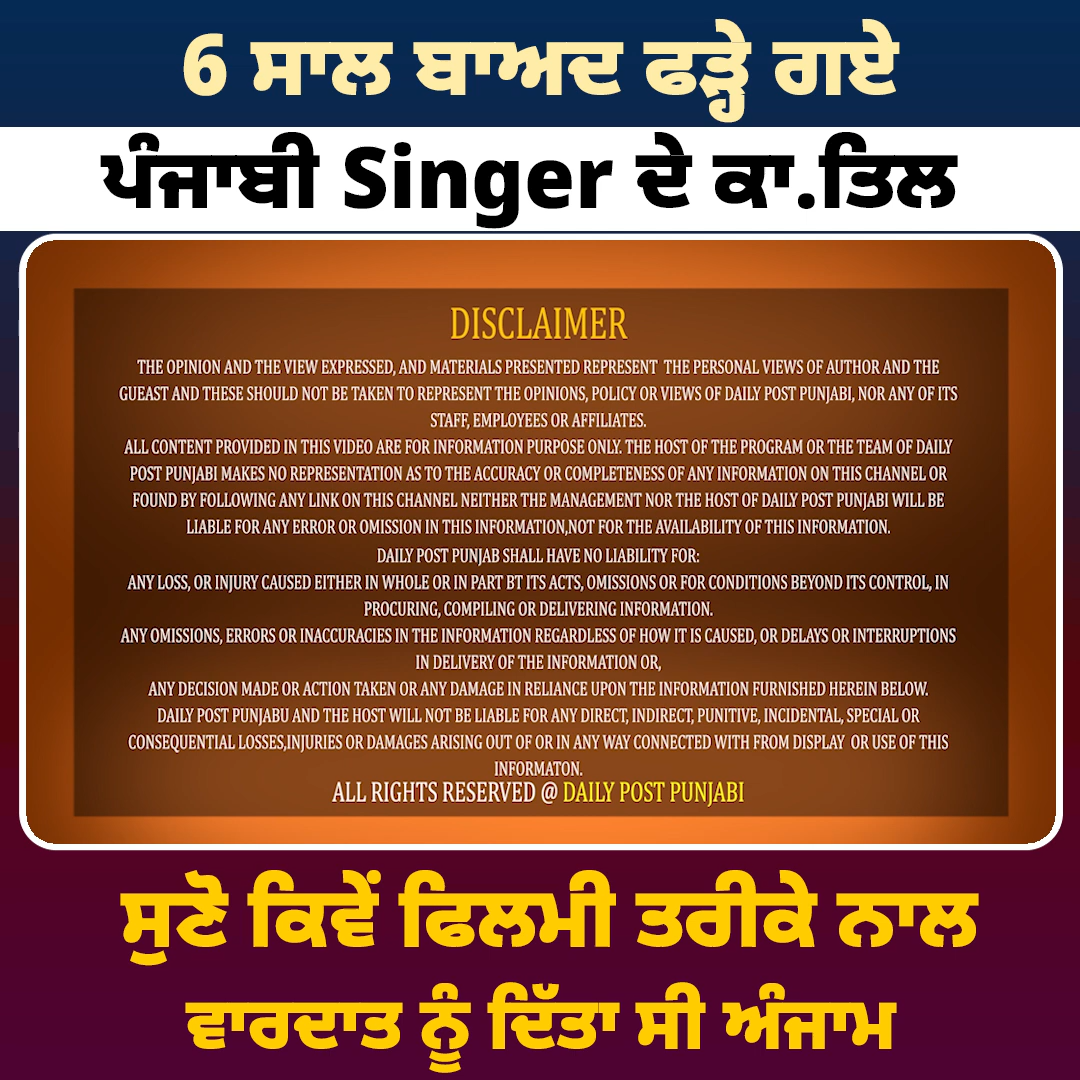 6 ਸਾਲ ਬਾਅਦ ਫੜ੍ਹੇ ਗਏ
ਪੰਜਾਬੀ Singer ਦੇ ਕਾ.ਤਿਲ
DISCLAIMER
THE OPINION AND THE VIEW EXPRESSED, AND MATERIALS PRESENTED REPRESENT THE PERSONAL VIEWS OF AUTHOR AND THE
GUEAST AND THESE SHOULD NOT BE TAKEN TO REPRESENT THE OPINIONS, POLICY OR VIEWS OF DAILY POST PUNJABI, NOR ANY OF ITS
STAFF, EMPLOYEES OR AFFILIATES.
ALL CONTENT PROVIDED IN THIS VIDEO ARE FOR INFORMATION PURPOSE ONLY. THE HOST OF THE PROGRAM OR THE TEAM OF DAILY
POST PUNJABI MAKES NO REPRESENTATION AS TO THE ACCURACY OR COMPLETENESS OF ANY INFORMATION ON THIS CHANNEL OR
FOUND BY FOLLOWING ANY LINK ON THIS CHANNEL NEITHER THE MANAGEMENT NOR THE HOST OF DAILY POST PUNJABI WILL BE
LIABLE FOR ANY ERROR OR OMISSION IN THIS INFORMATION,NOT FOR THE AVAILABILITY OF THIS INFORMATION.
DAILY POST PUNJAB SHALL HAVE NO LIABILITY FOR:
ANY LOSS, OR INJURY CAUSED EITHER IN WHOLE OR IN PART BT ITS ACTS, OMISSIONS OR FOR CONDITIONS BEYOND ITS CONTROL, IN
PROCURING, COMPILING OR DELIVERING INFORMATION.
ANY OMISSIONS, ERRORS OR INACCURACIES IN THE INFORMATION REGARDLESS OF HOW IT IS CAUSED, OR DELAYS OR INTERRUPTIONS
IN DELIVERY OF THE INFORMATION OR,
ANY DECISION MADE OR ACTION TAKEN OR ANY DAMAGE IN RELIANCE UPON THE INFORMATION FURNISHED HEREIN BELOW.
DAILY POST PUNJABU AND THE HOST WILL NOT BE LIABLE FOR ANY DIRECT, INDIRECT, PUNITIVE, INCIDENTAL, SPECIAL OR
CONSEQUENTIAL LOSSES,INJURIES OR DAMAGES ARISING OUT OF OR IN ANY WAY CONNECTED WITH FROM DISPLAY OR USE OF THIS
INFORMATON.
ALL RIGHTS RESERVED @ DAILY POST PUNJABI
ਸੁਣੋ ਕਿਵੇਂ ਫਿਲਮੀ ਤਰੀਕੇ ਨਾਲ
ਵਾਰਦਾਤ ਨੂੰ ਦਿੱਤਾ ਸੀ ਅੰਜਾਮ